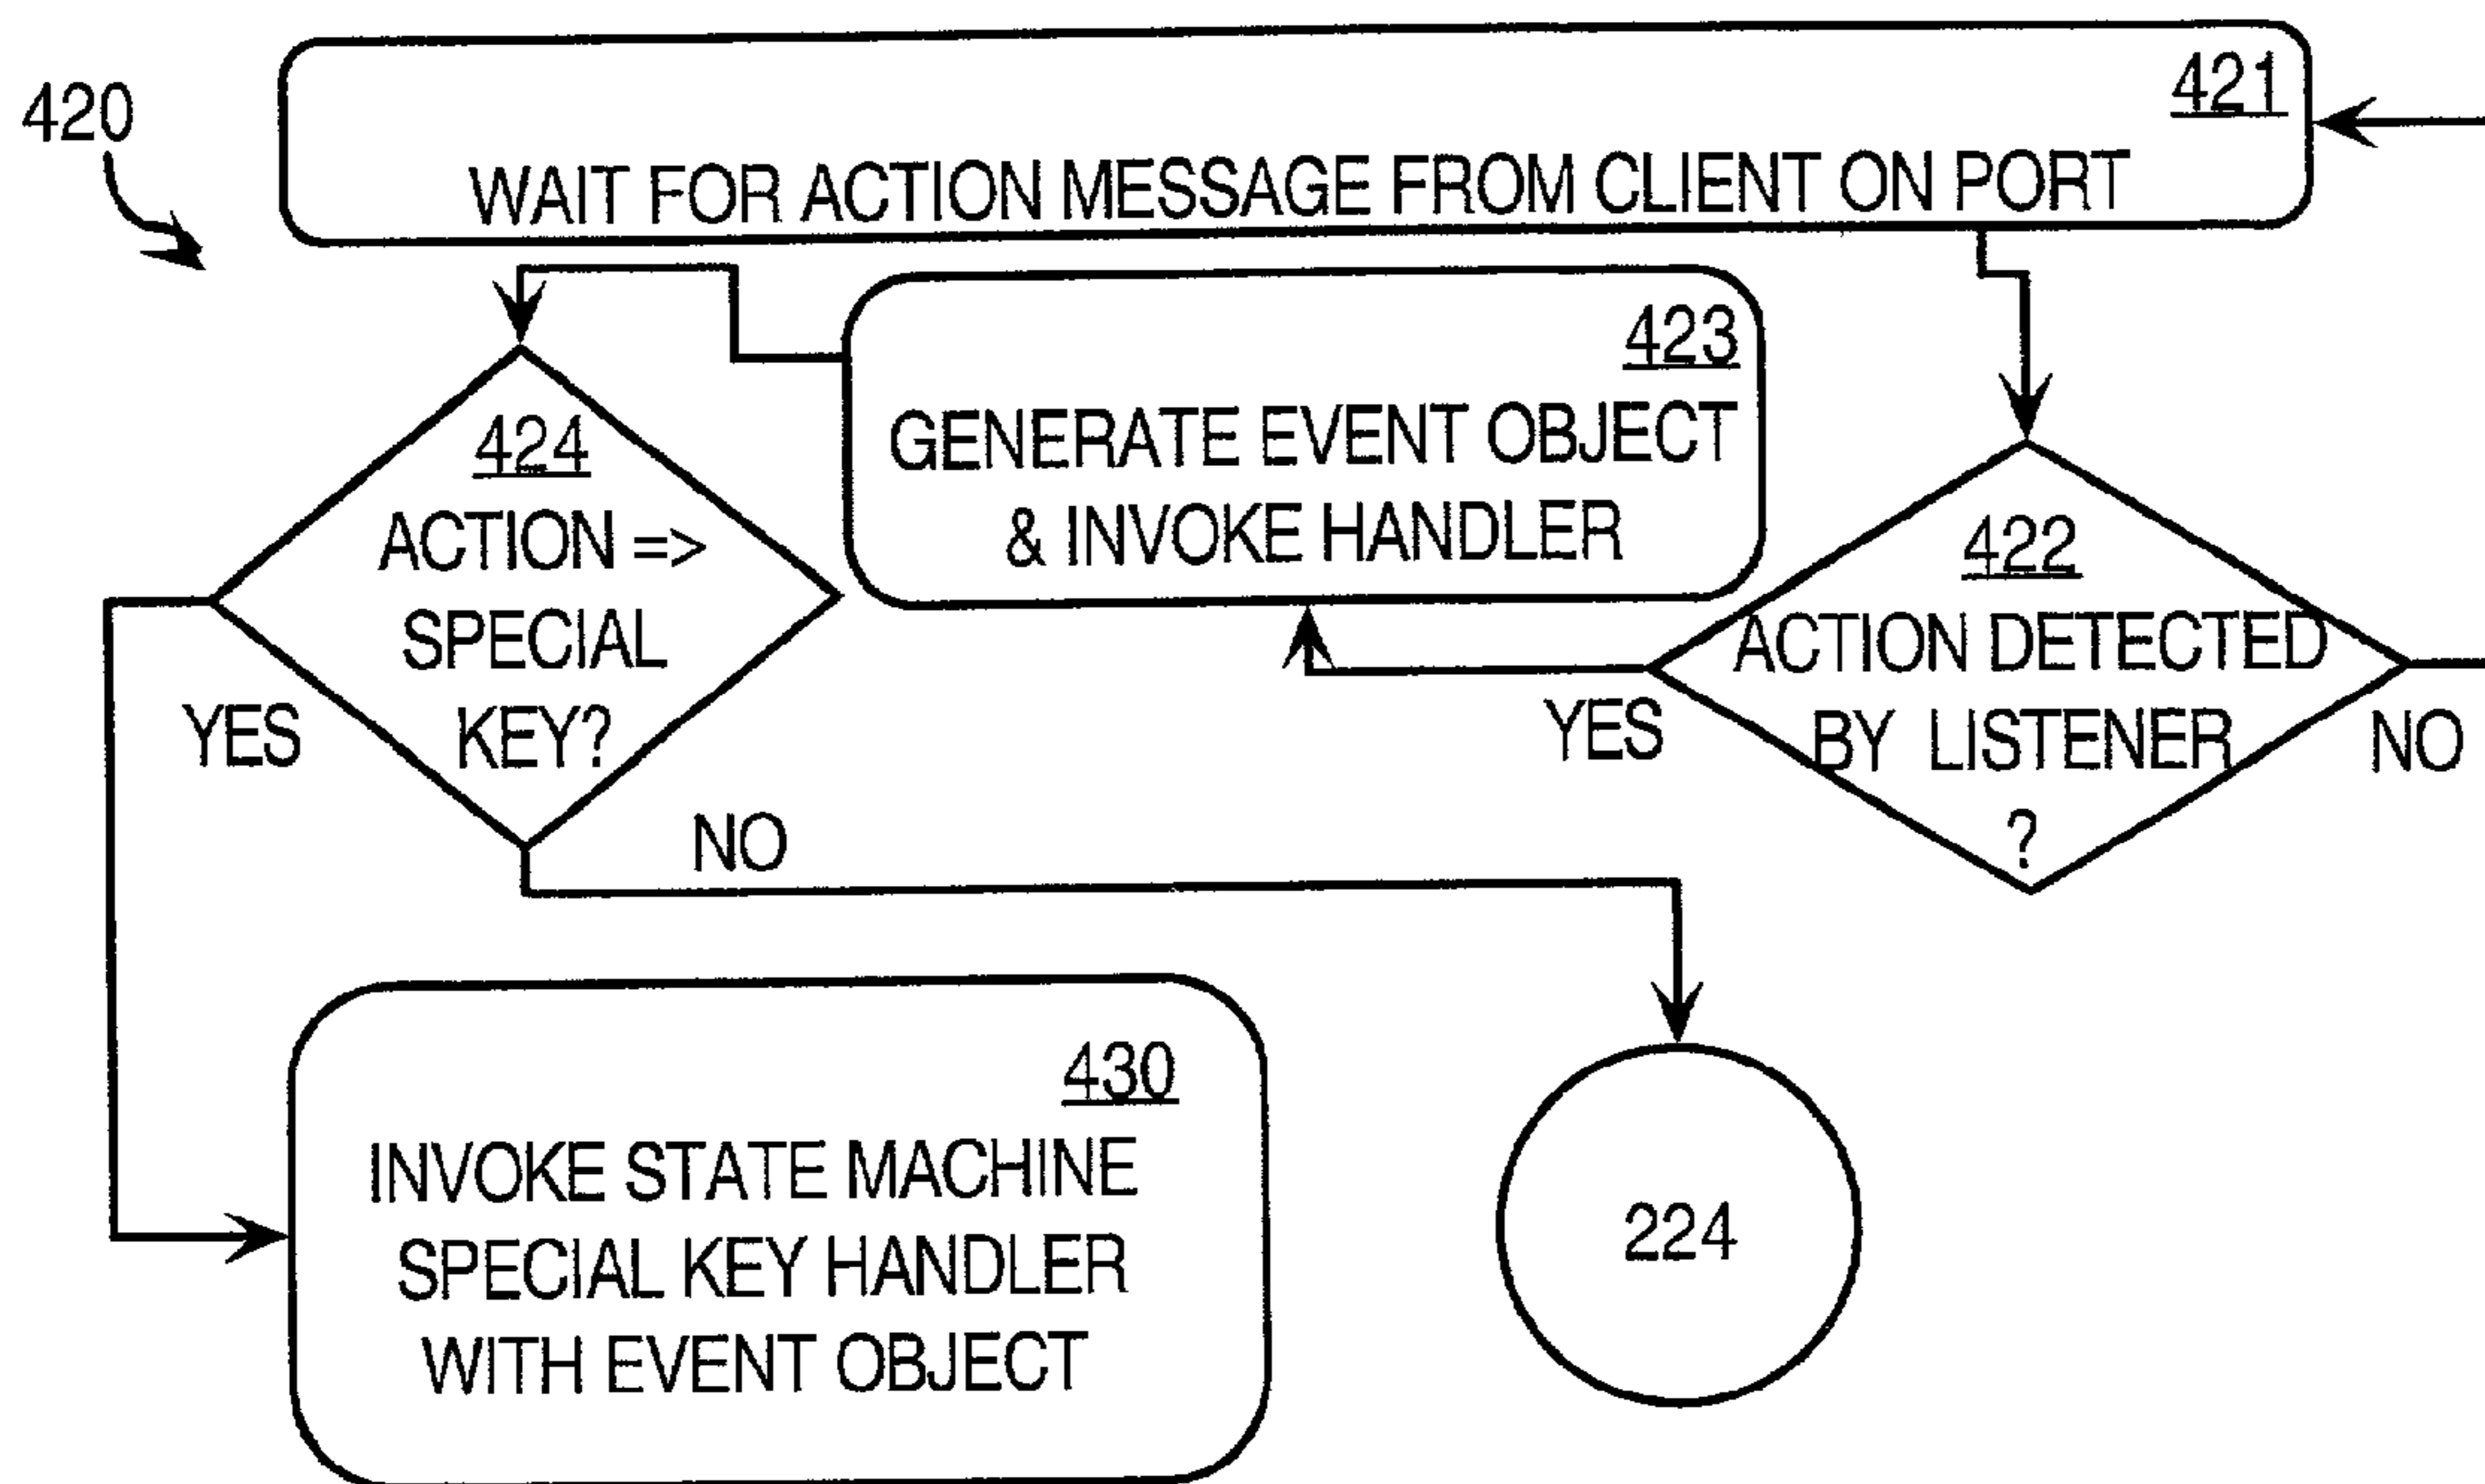 420
421
WAIT FOR ACTION MESSAGE FROM CLIENT ON PORT
423
GENERATE EVENT OBJECT
& INVOKE HANDLER
424
ACTION =>
SPECIAL
KEY?
YES
NO
422
ACTION DETECTED
BY LISTENER
?
YES
NO
430
INVOKE STATE MACHINE
SPECIAL KEY HANDLER
WITH EVENT OBJECT
224